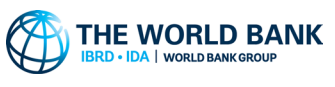 THE WORLD BANK
IBRD • IDA | WORLD BANK GROUP